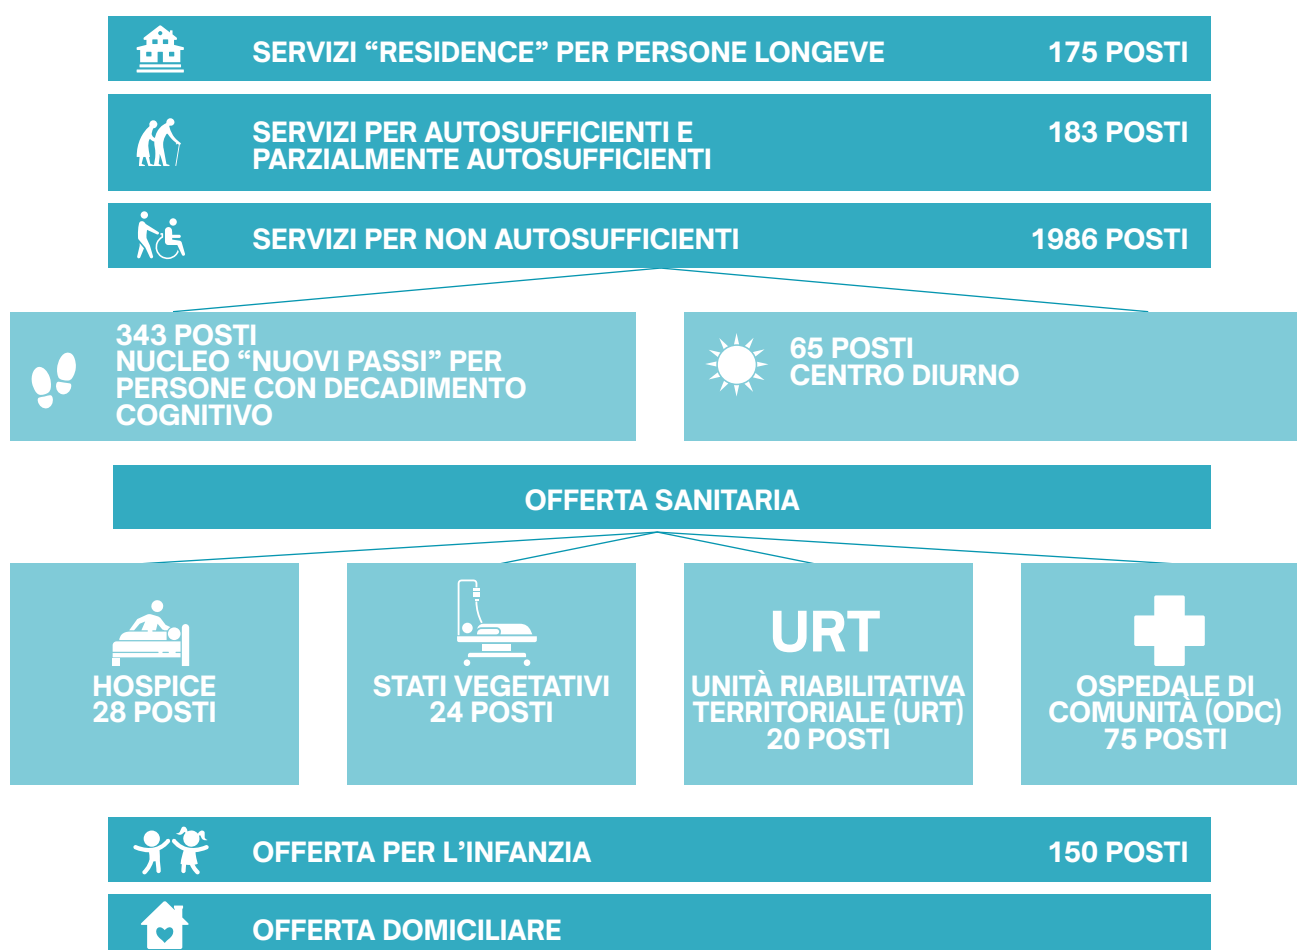 SERVIZI “RESIDENCE” PER PERSONE LONGEVE 175 POSTI
SERVIZI PER AUTOSUFFICIENTI E 183 POSTI
PARZIALMENTE AUTOSUFFICIENTI
SERVIZI PER NON AUTOSUFFICIENTI 1986 POSTI
343 POSTI
NUCLEO “NUOVI PASSI” PER
PERSONE CON DECADIMENTO
COGNITIVO
65 POSTI
CENTRO DIURNO
OFFERTA SANITARIA
HOSPICE
28 POSTI
STATI VEGETATIVI
24 POSTI
URT
UNITÀ RIABILITATIVA
TERRITORIALE (URT)
20 POSTI
OSPEDALE DI
COMUNITÀ (ODC)
75 POSTI
OFFERTA PER L’INFANZIA 150 POSTI
OFFERTA DOMICILIARE